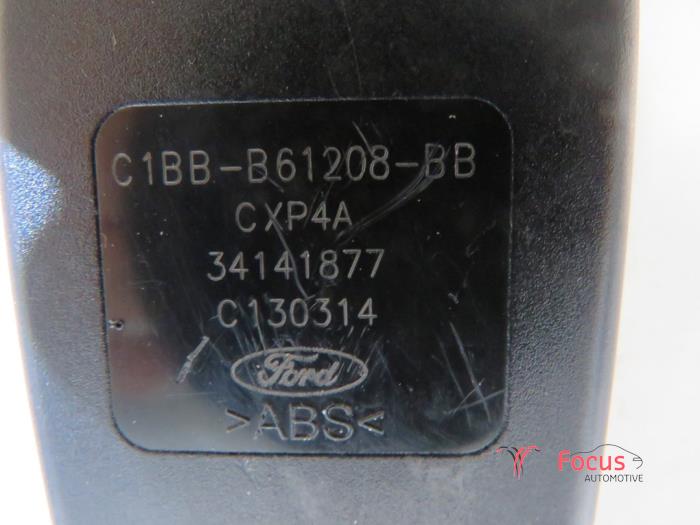 C1BB-B61208-BB
CXP4A
34141877
C130314
Ford
>ABS<
Focus
AUTOMOTIVE